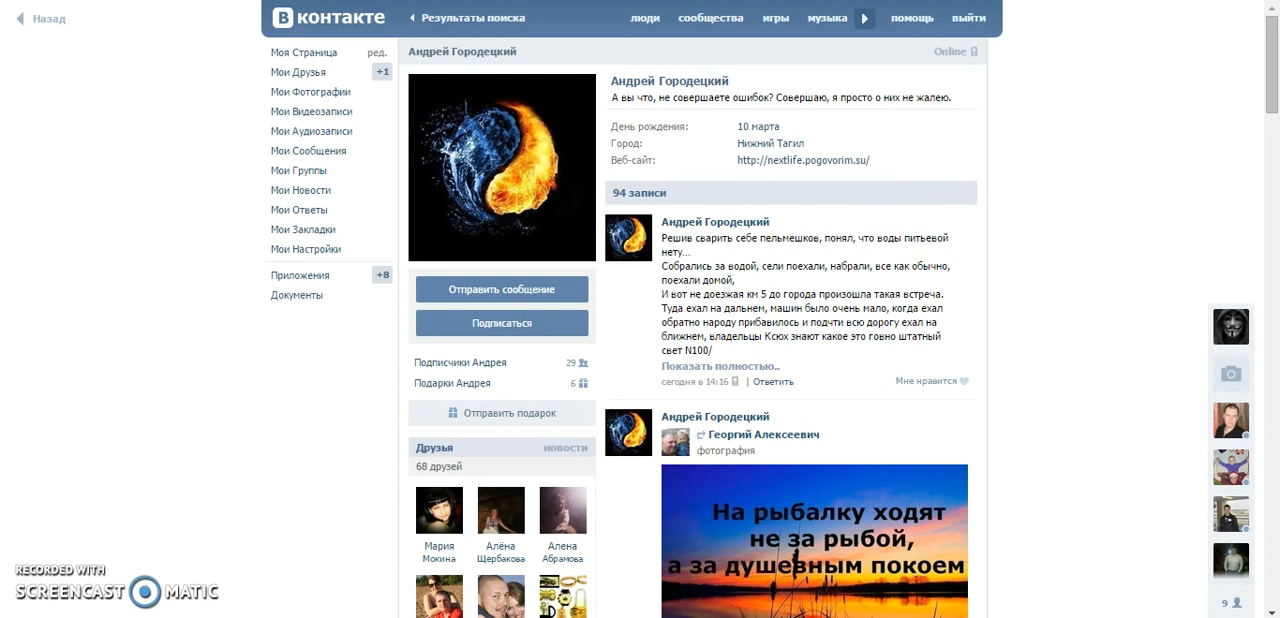 Назад
В контакте
Результаты поиска
люди сообщества игры музыка помощь выйти
Моя Страница ред.
Мои Друзья +1
Мои Фотографии
Мои Видеозаписи
Мои Аудиозаписи
Мои Сообщения
Мои Группы
Мои Новости
Мои Ответы
Мои Закладки
Мои Настройки
Приложения +8
Документы
Андрей Городецкий Online
Отправить сообщение
Подписаться
Подписчики Андрея 29
Подарки Андрея 6
Отправить подарок
Друзья новости
68 друзей
Мария Мокина
Алёна Щербакова
Алена Абрамова
Андрей Городецкий
А вы что, не совершаете ошибок? Совершаю, я просто о них не жалею.
День рождения: 10 марта
Город: Нижний Тагил
Веб-сайт: http://nextlife.pogovorim.su/
94 записи
Андрей Городецкий
Решив сварить себе пельмешков, понял, что воды питьевой
нету...
Собрались за водой, сели поехали, набрали, все как обычно,
поехали домой,
И вот не доезжая км 5 до города произошла такая встреча.
Туда ехал на дальнем, машин было очень мало, когда ехал
обратно народу прибавилось и подчти всю дорогу ехал на
ближнем, владельцы Ксюх знают какое это говно штатный
свет N100/
Показать полностью..
сегодня в 14:16 | Ответить Мне нравится
Андрей Городецкий
Георгий Алексеевич
фотография
На рыбалку ходят
не за рыбой,
а за душевным покоем
9
RECORDED WITH
SCREENCAST MATIC